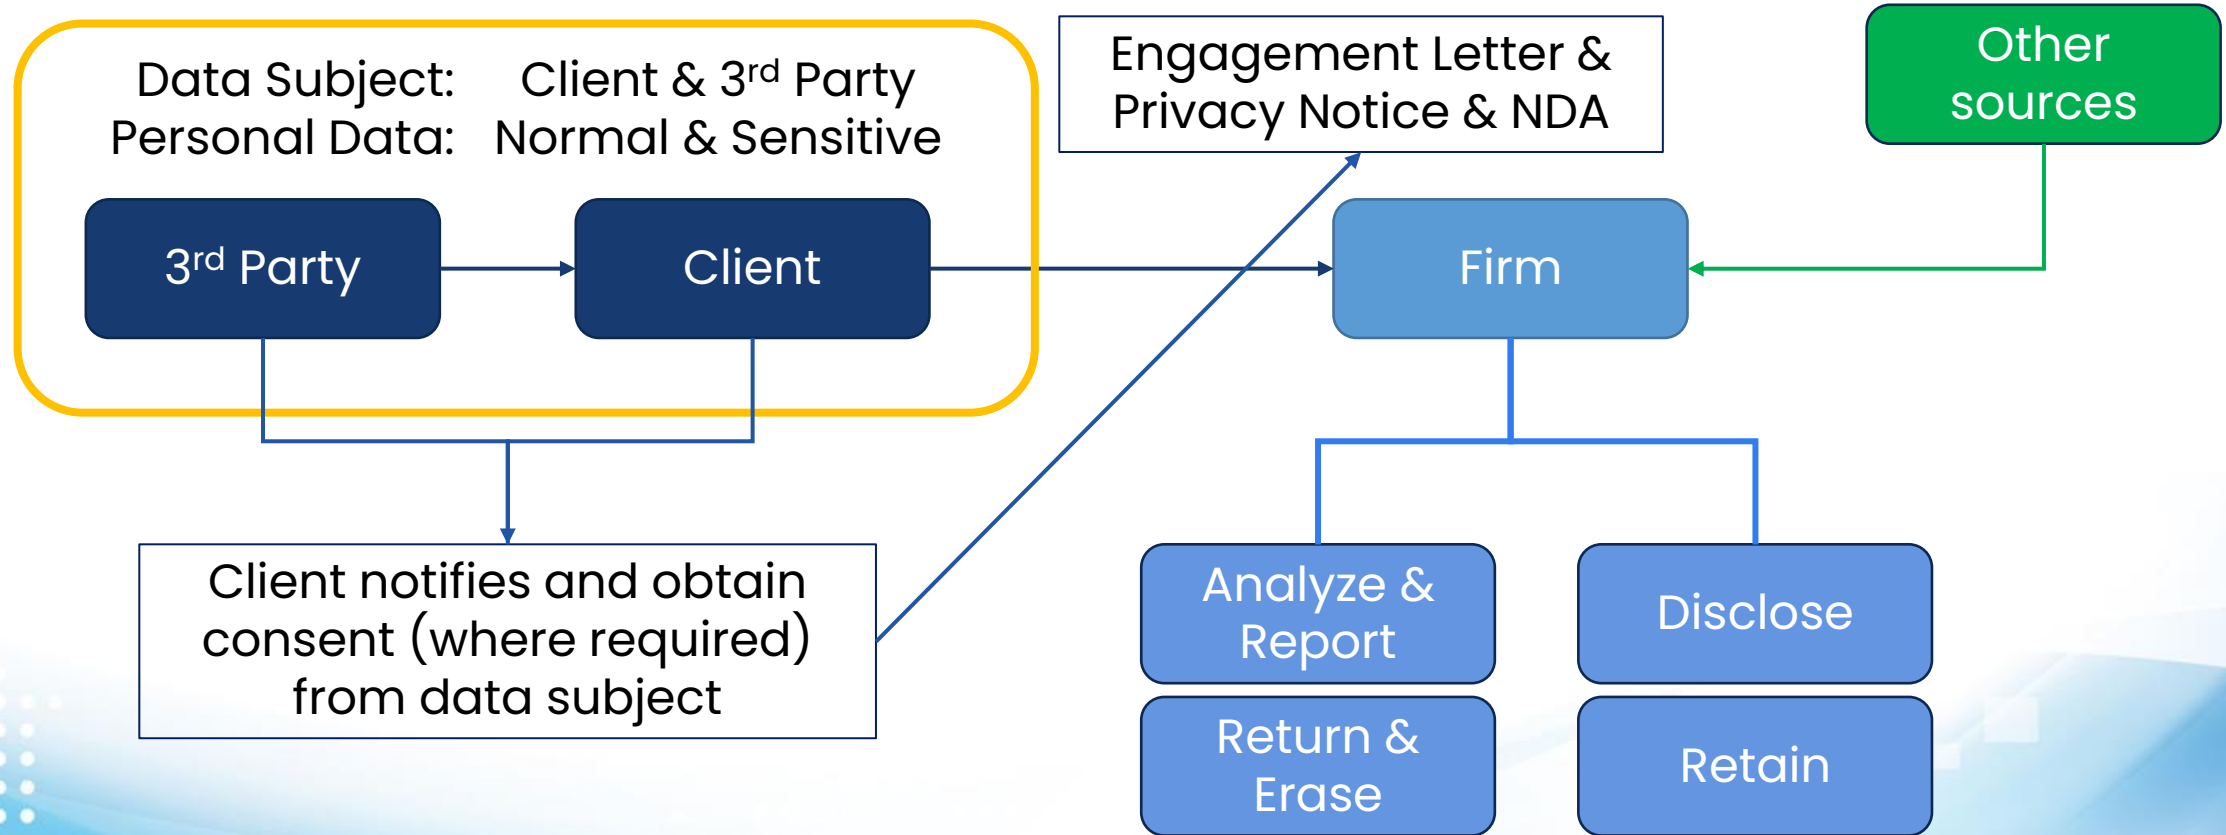 Data Subject: Client & 3rd Party
Personal Data: Normal & Sensitive
Engagement Letter &
Privacy Notice & NDA
Other
sources
3rd Party
Client
Firm
Client notifies and obtain
consent (where required)
from data subject
Analyze &
Report
Disclose
Return &
Erase
Retain